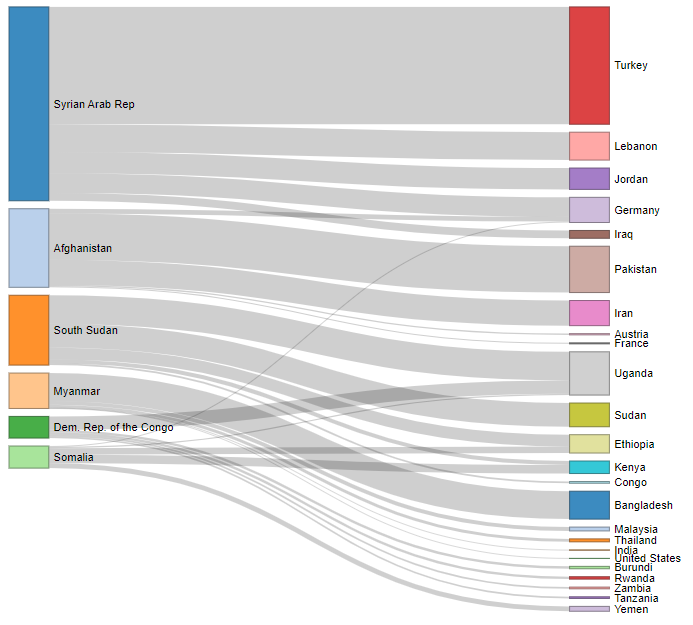 Syrian Arab Rep
Afghanistan
South Sudan
Myanmar
Dem. Rep. of the Congo
Somalia
Turkey
Lebanon
Jordan
Germany
Iraq
Pakistan
Iran
Austria
France
Uganda
Sudan
Ethiopia
Kenya
Congo
Bangladesh
Malaysia
Thailand
India
United States
Burundi
Rwanda
Zambia
Tanzania
Yemen